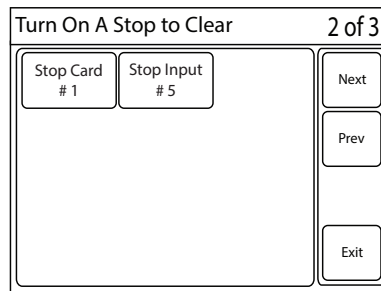 Turn On A Stop to Clear 2 of 3
Stop Card
# 1
Stop Input
# 5
Next
Prev
Exit